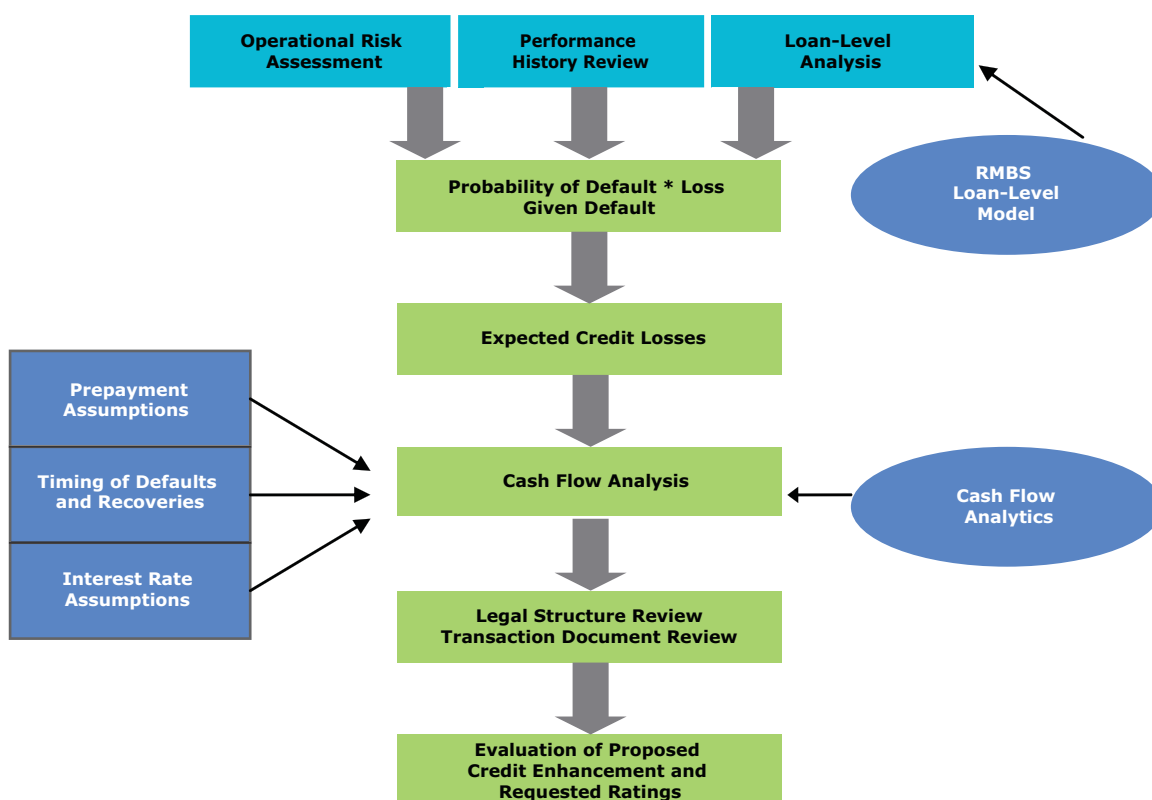 Operational Risk
Assessment
Performance
History Review
Loan-Level
Analysis
RMBS
Loan-Level
Model
Probability of Default * Loss
Given Default
Expected Credit Losses
Prepayment
Assumptions
Timing of Defaults
and Recoveries
Interest Rate
Assumptions
Cash Flow Analysis
Cash Flow
Analytics
Legal Structure Review
Transaction Document Review
Evaluation of Proposed
Credit Enhancement and
Requested Ratings